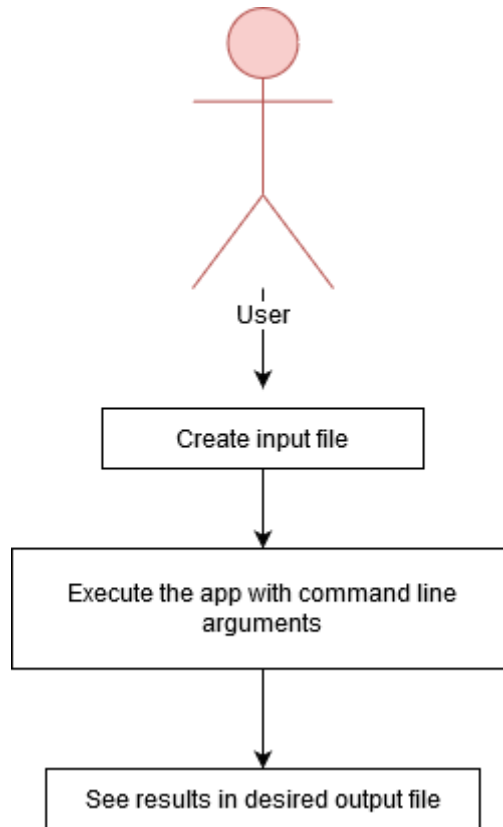 User
Create input file
Execute the app with command line
arguments
See results in desired output file